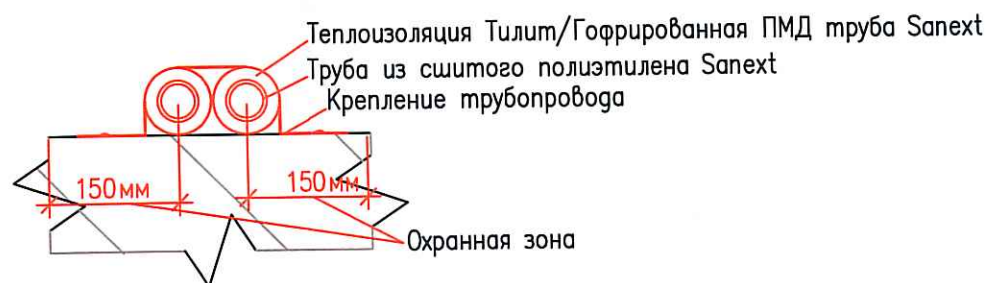 Теплоизоляция Тилит/Гофрированная ПМД труба Sanext
Труба из сшитого полиэтилена Sanext
Крепление трубопровода
150мм 150мм
Охранная зона